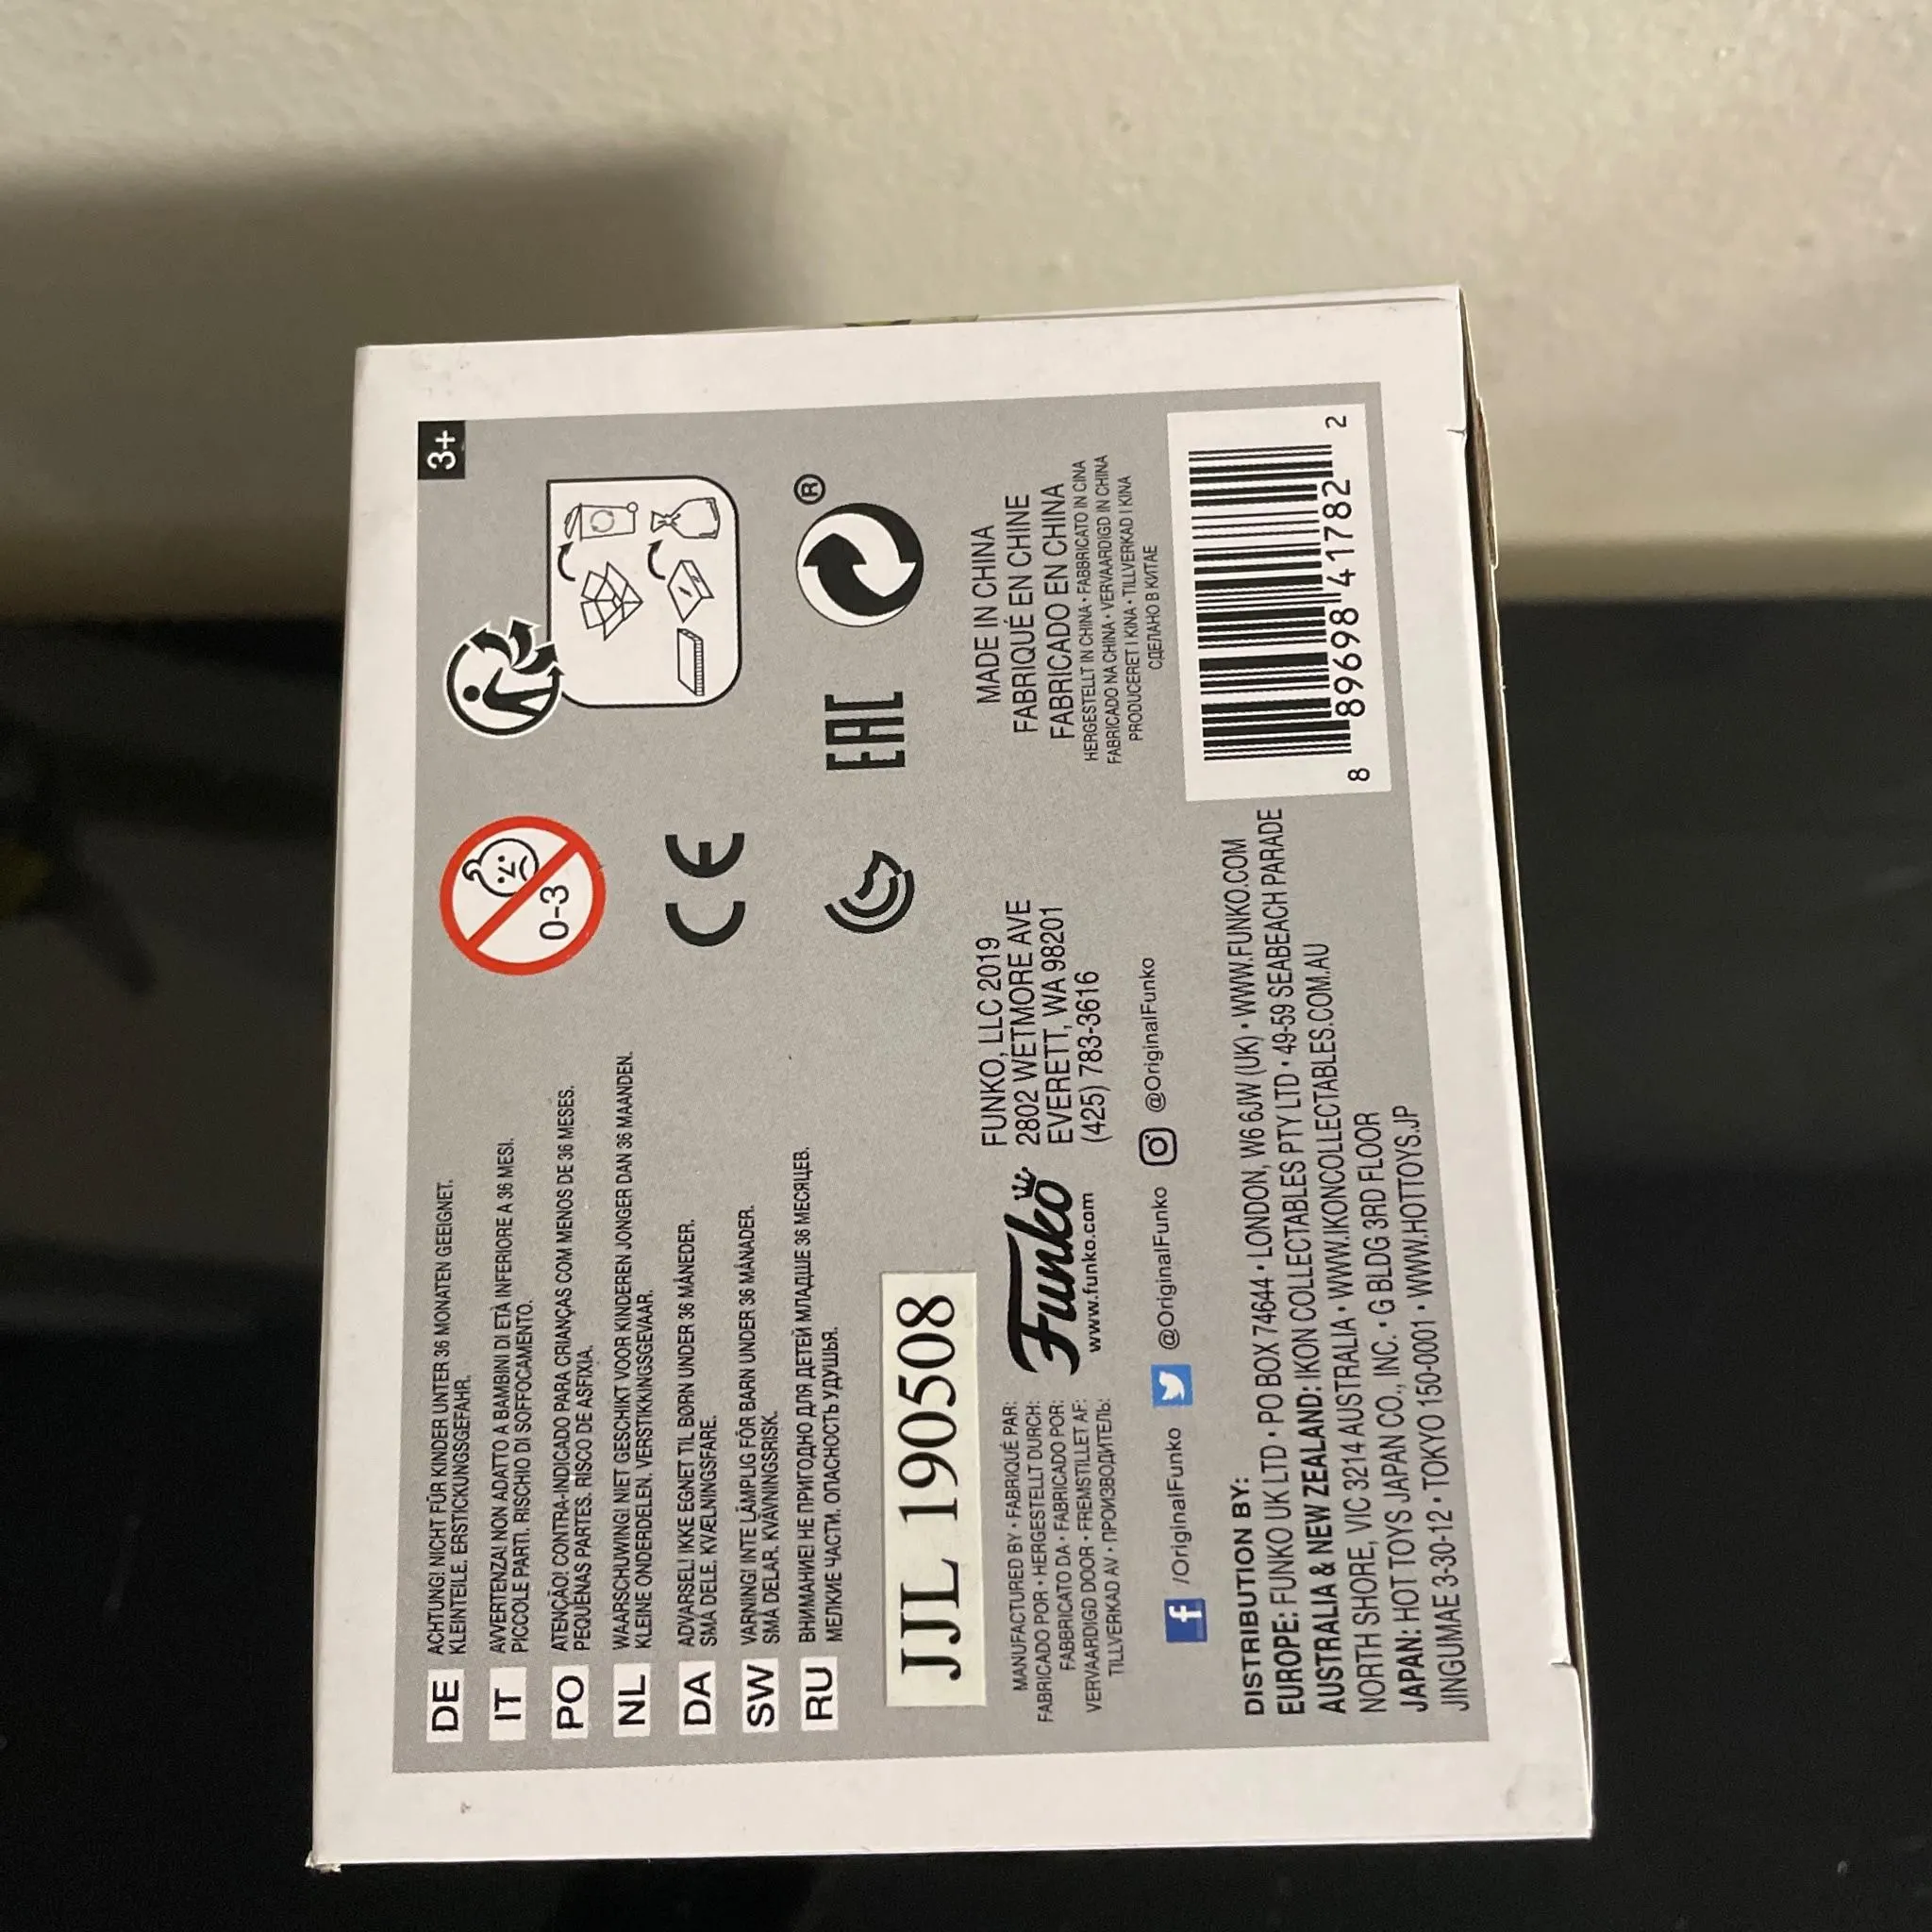 3+
DE
ACHTUNG! NICHT FÜR KINDER UNTER 36 MONATEN GEEIGNET.
KLEINTEILE. ERSTICKUNGSGEFAHR.
IT
AVVERTENZA! NON ADATTO A BAMBINI DI ETÀ INFERIORE A 36 MESI.
PICCOLE PARTI. RISCHIO DI SOFFOCAMENTO.
PO
ATENÇÃO! CONTRA-INDICADO PARA CRIANÇAS COM MENOS DE 36 MESES.
PEQUENAS PARTES. RISCO DE ASFIXIA.
NL
WAARSCHUWING! NIET GESCHIKT VOOR KINDEREN JONGER DAN 36 MAANDEN.
KLEINE ONDERDELEN. VERSTIKKINGSGEVAAR.
DA
ADVARSEL! IKKE EGNET TIL BØRN UNDER 36 MÅNEDER.
SMÅ DELE. KVÆLNINGSFARE.
SW
VARNING! INTE LÄMPLIG FÖR BARN UNDER 36 MÅNADER.
SMÅ DELAR. KVÄVNINGSRISK.
RU
ВНИМАНИЕ! НЕ ПРИГОДНО ДЛЯ ДЕТЕЙ МЛАДШЕ 36 МЕСЯЦЕВ.
МЕЛКИЕ ЧАСТИ. ОПАСНОСТЬ УДУШЬЯ.
0-3
CE
EAC
®
JJL 190508
MANUFACTURED BY • FABRIQUÉ PAR:
FABRICADO POR • HERGESTELLT DURCH:
FABBRICATO DA • FABRICADO POR:
VERVAARDIGD DOOR • FREMSTILLET AF:
TILLVERKAD AV • ПРОИЗВОДИТЕЛЬ:
Funko
www.funko.com
FUNKO, LLC 2019
2802 WETMORE AVE
EVERETT, WA 98201
(425) 783-3616
MADE IN CHINA
FABRIQUÉ EN CHINE
FABRICADO EN CHINA
HERGESTELLT IN CHINA • FABBRICATO IN CINA
FABRICADO NA CHINA • VERVAARDIGD IN CHINA
PRODUCERET I KINA • TILLVERKAD I KINA
СДЕЛАНО В КИТАЕ
f /OriginalFunko @OriginalFunko @OriginalFunko
DISTRIBUTION BY:
EUROPE: FUNKO UK LTD • PO BOX 74644 • LONDON, W6 6JW (UK) • WWW.FUNKO.COM
AUSTRALIA & NEW ZEALAND: IKON COLLECTABLES PTY LTD • 49-59 SEABEACH PARADE
NORTH SHORE, VIC 3214 AUSTRALIA • WWW.IKONCOLLECTABLES.COM.AU
JAPAN: HOT TOYS JAPAN CO., INC. • G BLDG 3RD FLOOR
JINGUMAE 3-30-12 • TOKYO 150-0001 • WWW.HOTTOYS.JP
8 89698 41782 2